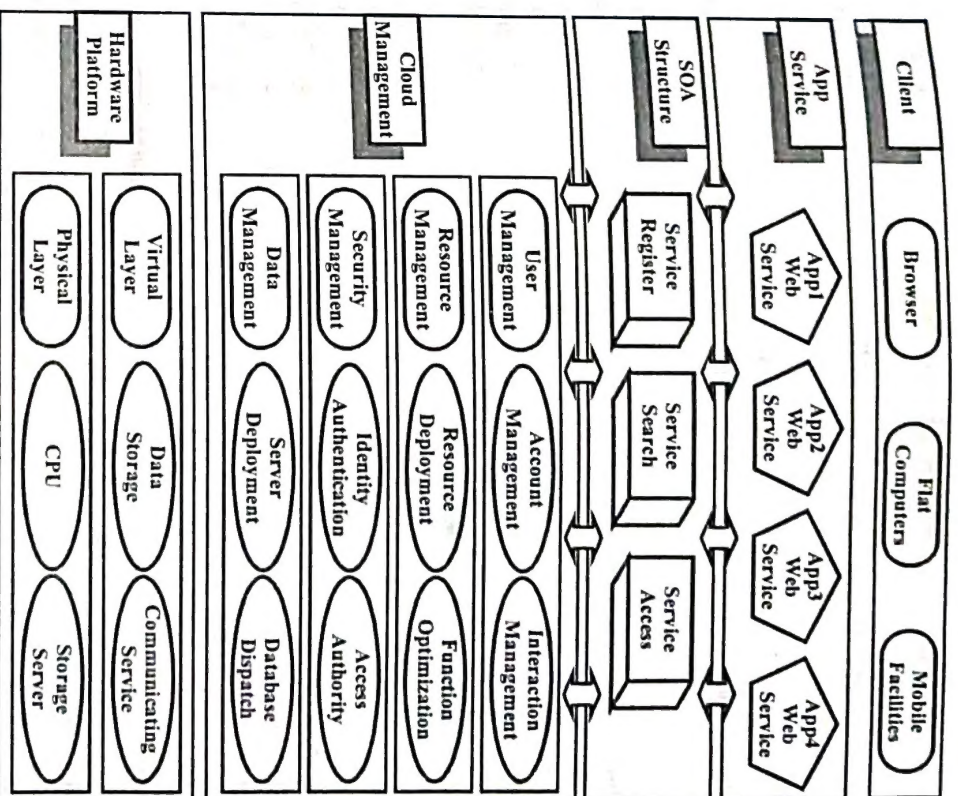 Client
Browser
Flat
Computers
Mobile
Facilities
App
Service
App1
Web
Service
App2
Web
Service
App3
Web
Service
App4
Web
Service
SOA
Structure
Service
Register
Service
Search
Service
Access
Cloud
Management
User
Management
Account
Management
Interaction
Management
Resource
Management
Resource
Deployment
Function
Optimization
Security
Management
Identity
Authentication
Access
Authority
Data
Management
Server
Deployment
Database
Dispatch
Hardware
Platform
Virtual
Layer
Data
Storage
Communicating
Service
Physical
Layer
CPU
Storage
Server